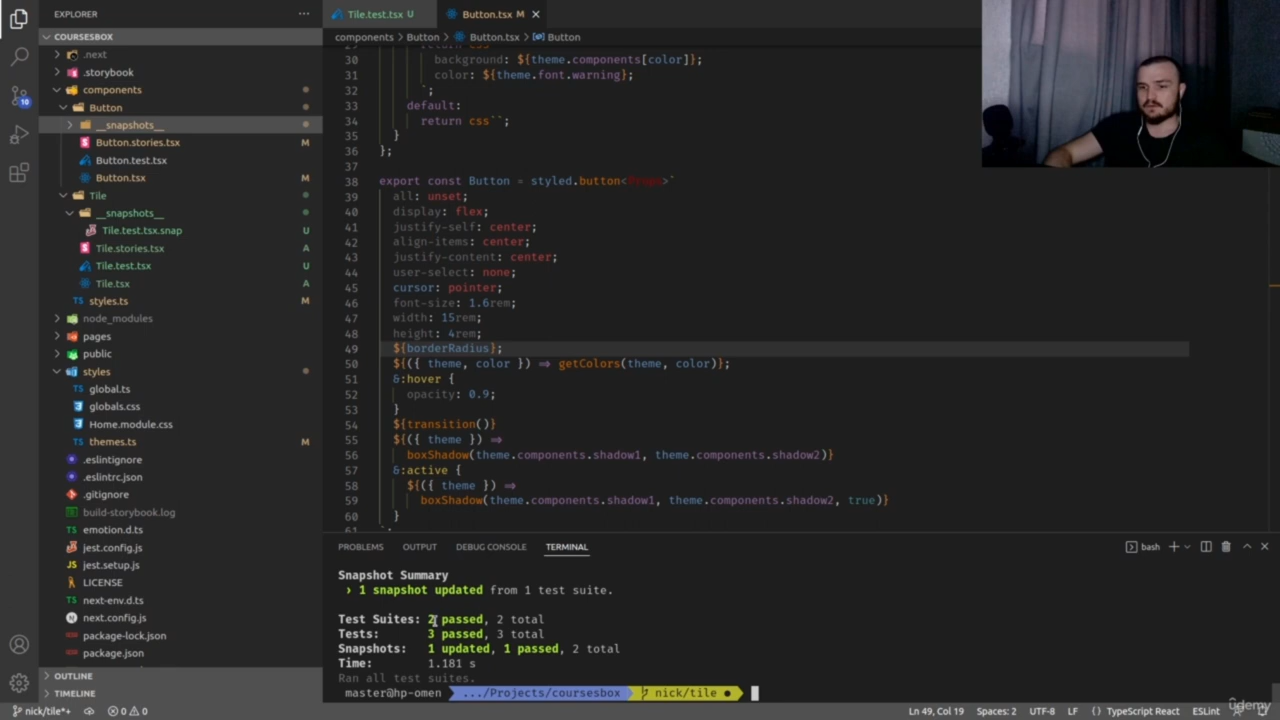 EXPLORER
Tile.test.tsx U
Button.tsx M
COURSESBOX
components > Button > Button.tsx > Button
.next
.storybook
components
Button
__snapshots__
Button.stories.tsx M
Button.test.tsx
Button.tsx M
Tile
__snapshots__
Tile.test.tsx.snap U
Tile.stories.tsx A
Tile.test.tsx U
Tile.tsx A
styles.ts M
node_modules
pages
public
styles
global.ts
globals.css
Home.module.css
themes.ts M
.eslintignore
.eslintrc.json
.gitignore
build-storybook.log
emotion.d.ts
jest.config.js
jest.setup.js
LICENSE
next-env.d.ts
next.config.js
package-lock.json
package.json
OUTLINE
TIMELINE
10
29 return css`
30 background: ${theme.components[color]};
31 color: ${theme.font.warning};
32 `;
33 default:
34 return css``;
35 }
36 };
37
38 export const Button = styled.button<Props>`
39 all: unset;
40 display: flex;
41 justify-self: center;
42 align-items: center;
43 justify-content: center;
44 user-select: none;
45 cursor: pointer;
46 font-size: 1.6rem;
47 width: 15rem;
48 height: 4rem;
49 ${borderRadius};
50 ${({ theme, color }) => getColors(theme, color)};
51 &:hover {
52 opacity: 0.9;
53 }
54 ${transition()}
55 ${({ theme }) =>
56 boxShadow(theme.components.shadow1, theme.components.shadow2)}
57 &:active {
58 ${({ theme }) =>
59 boxShadow(theme.components.shadow1, theme.components.shadow2, true)}
60 }
61 `;
PROBLEMS OUTPUT DEBUG CONSOLE TERMINAL
bash
Snapshot Summary
› 1 snapshot updated from 1 test suite.
Test Suites: 2 passed, 2 total
Tests: 3 passed, 3 total
Snapshots: 1 updated, 1 passed, 2 total
Time: 1.181 s
Ran all test suites.
master@hp-omen .../Projects/coursesbox nick/tile ●
nick/tile*+ 0 0
Ln 49, Col 19 Spaces: 2 UTF-8 LF {} TypeScript React ESLint
udemy